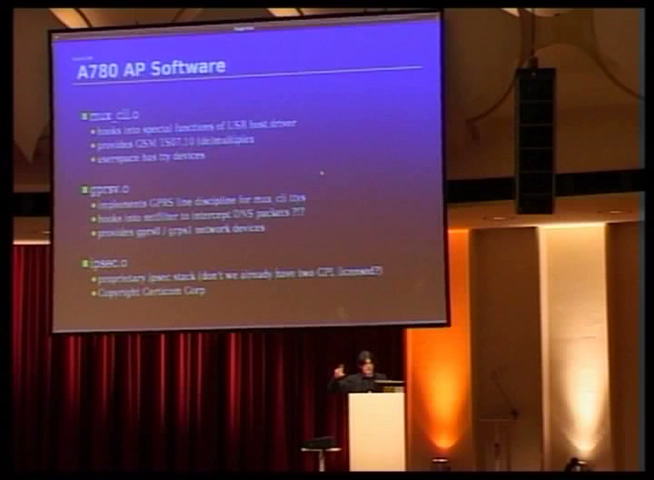 A780 AP Software
mux_cli.o
hooks into special functions of USB host driver
provides GSM TS07.10 (de)multiplex
userspace has tty devices
gprsv.o
implements GPRS line discipline for mux_cli ttys
hooks into netfilter to intercept DNS packets ?!?
provides gprs0 / grps1 network devices
ipsec.o
proprietary ipsec stack (don't we already have two GPL licensed?)
Copyright Certicom Corp